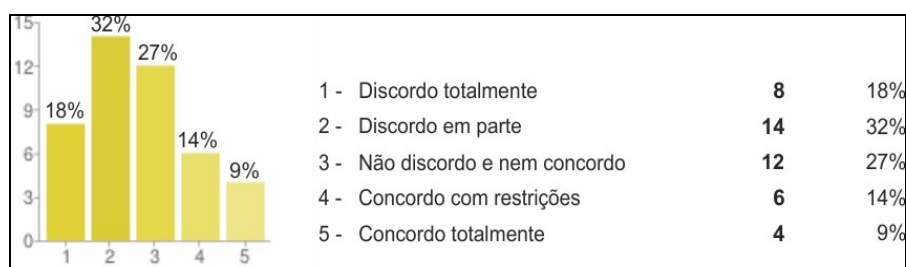 15
12
9
6
3
0
18%
32%
27%
14%
9%
1 2 3 4 5
1 - Discordo totalmente 8 18%
2 - Discordo em parte 14 32%
3 - Não discordo e nem concordo 12 27%
4 - Concordo com restrições 6 14%
5 - Concordo totalmente 4 9%